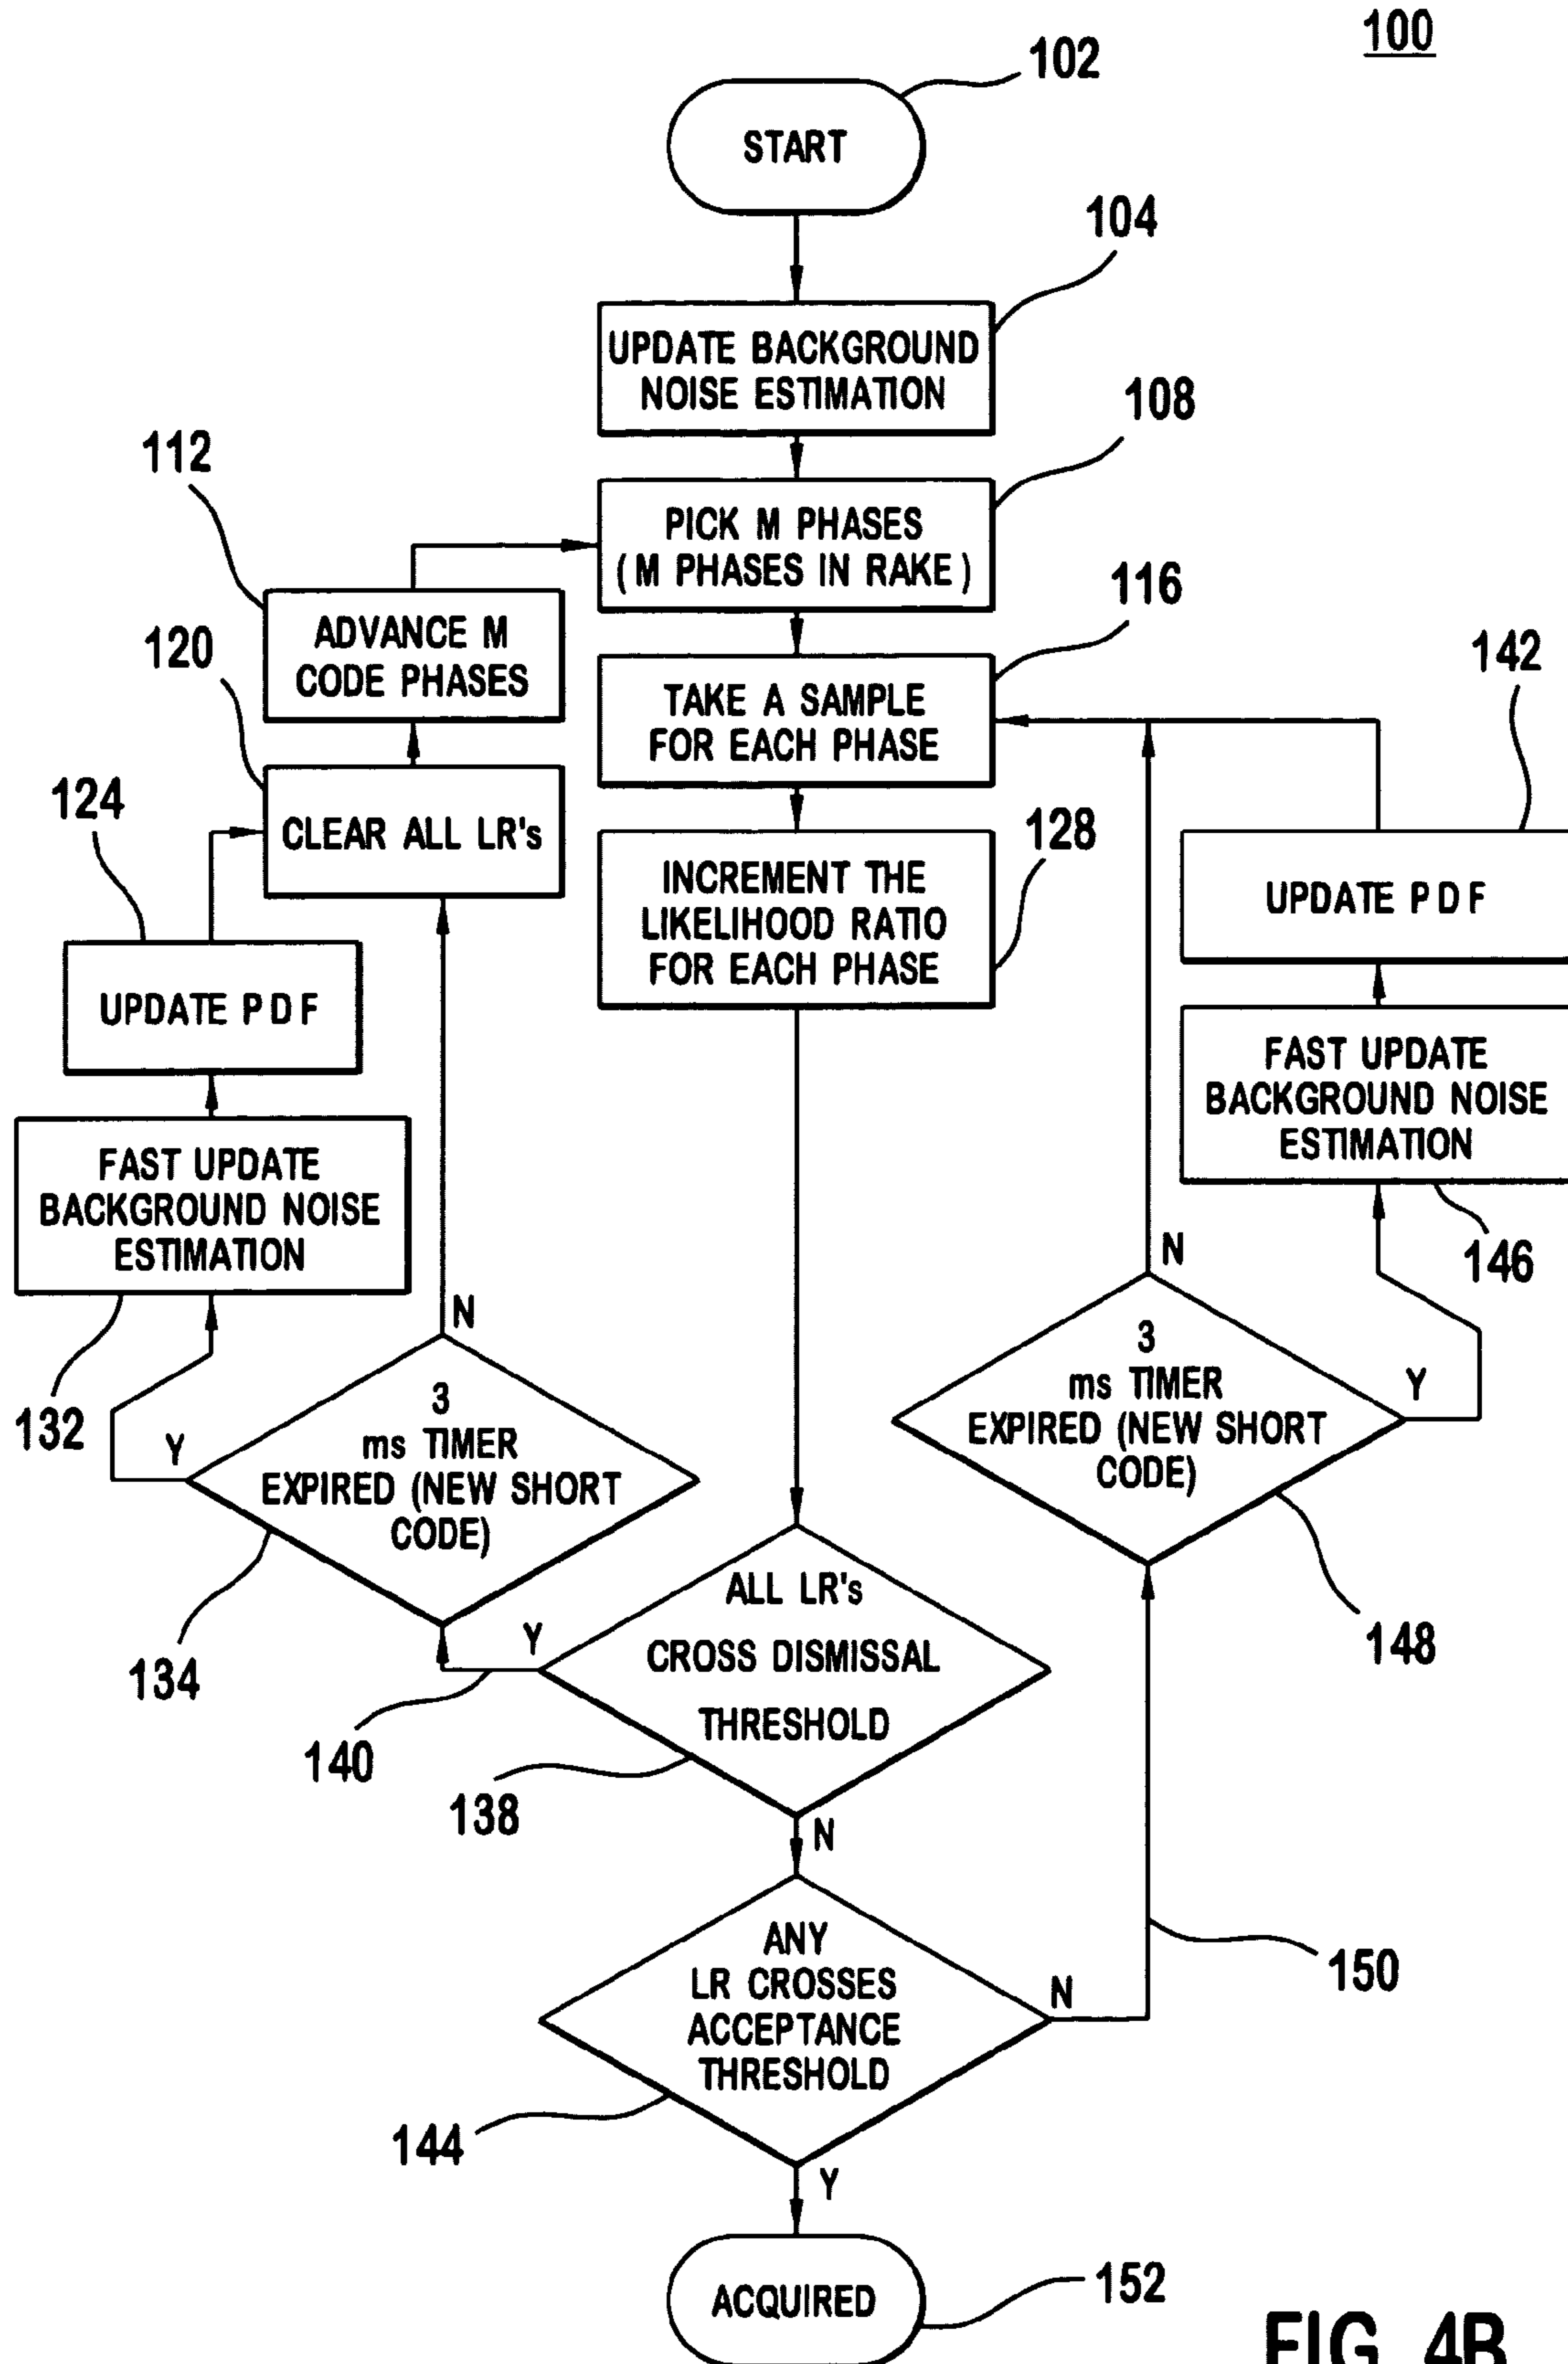 100
102
START
104
UPDATE BACKGROUND
NOISE ESTIMATION
108
112
PICK M PHASES
( M PHASES IN RAKE )
116
ADVANCE M
CODE PHASES
120
142
TAKE A SAMPLE
FOR EACH PHASE
124
CLEAR ALL LR's
128
INCREMENT THE
LIKELIHOOD RATIO
FOR EACH PHASE
UPDATE P D F
UPDATE P D F
FAST UPDATE
BACKGROUND NOISE
ESTIMATION
FAST UPDATE
BACKGROUND NOISE
ESTIMATION
146
132
N
N
3
ms TIMER
EXPIRED (NEW SHORT
CODE)
Y
3
ms TIMER
EXPIRED (NEW SHORT
CODE)
Y
134
148
ALL LR's
CROSS DISMISSAL
THRESHOLD
Y
140
138
N
ANY
LR CROSSES
ACCEPTANCE
THRESHOLD
N
150
144
Y
ACQUIRED
152
FIG. 4B